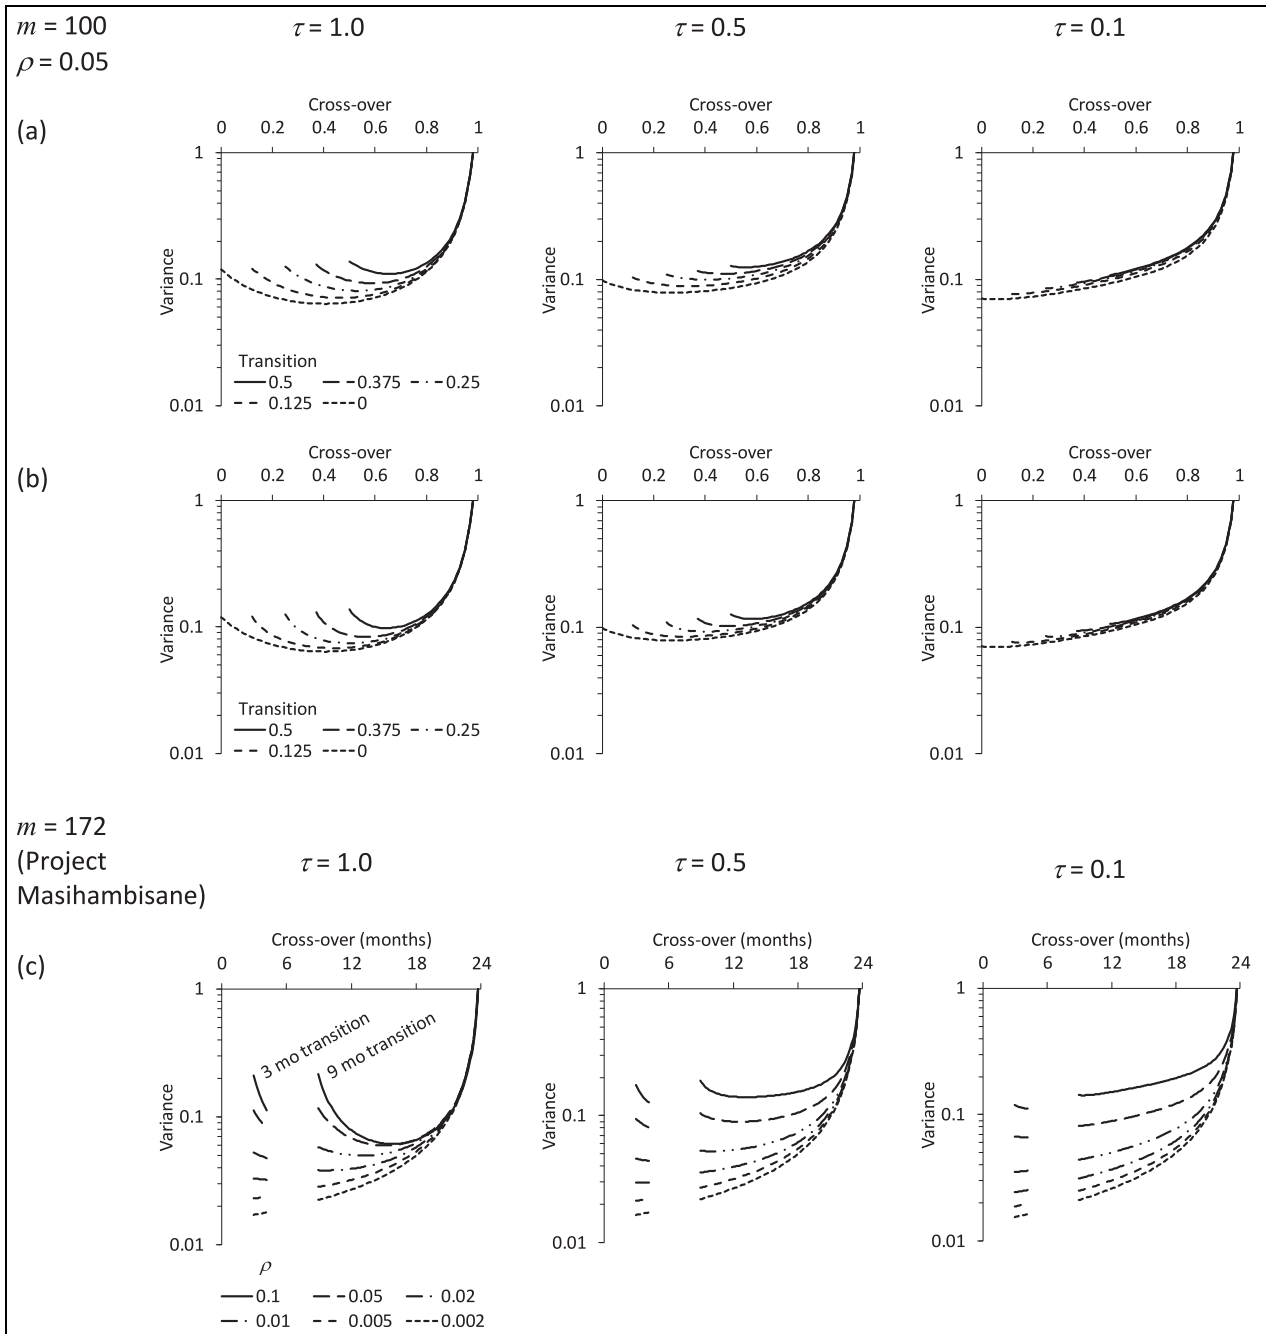 m = 100
ρ = 0.05
τ = 1.0
τ = 0.5
τ = 0.1
(a)
Cross-over
0 0.2 0.4 0.6 0.8 1
1
0.1
0.01
Variance
Transition
0.5 0.375 0.25
0.125 0
Cross-over
0 0.2 0.4 0.6 0.8 1
1
0.1
0.01
Variance
Cross-over
0 0.2 0.4 0.6 0.8 1
1
0.1
0.01
Variance
(b)
Cross-over
0 0.2 0.4 0.6 0.8 1
1
0.1
0.01
Variance
Transition
0.5 0.375 0.25
0.125 0
Cross-over
0 0.2 0.4 0.6 0.8 1
1
0.1
0.01
Variance
Cross-over
0 0.2 0.4 0.6 0.8 1
1
0.1
0.01
Variance
m = 172
(Project
Masihambisane)
τ = 1.0
τ = 0.5
τ = 0.1
(c)
Cross-over (months)
0 6 12 18 24
1
0.1
0.01
Variance
3 mo transition
9 mo transition
ρ
0.1 0.05 0.02
0.01 0.005 0.002
Cross-over (months)
0 6 12 18 24
1
0.1
0.01
Variance
Cross-over (months)
0 6 12 18 24
1
0.1
0.01
Variance